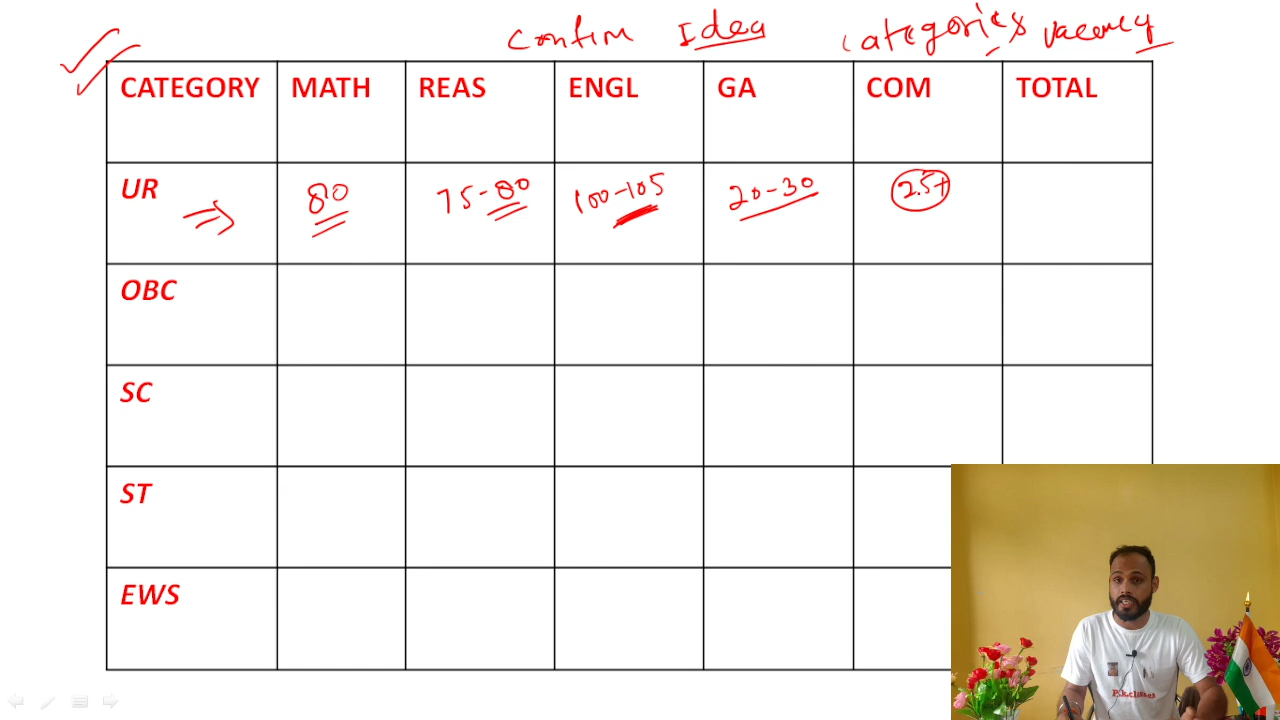 Confirm Idea categories vacancy
CATEGORY MATH REAS ENGL GA COM TOTAL
UR 80 75-80 100-105 20-30 25+
OBC
SC
ST
EWS